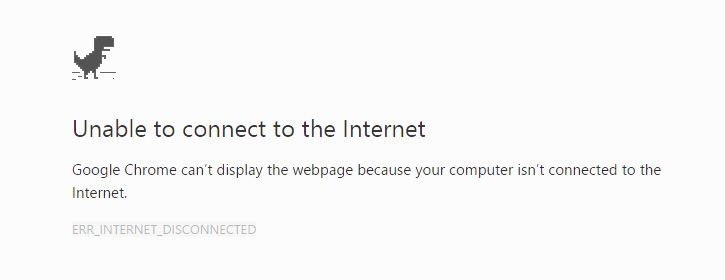 Unable to connect to the Internet
Google Chrome can't display the webpage because your computer isn't connected to the
Internet.
ERR_INTERNET_DISCONNECTED